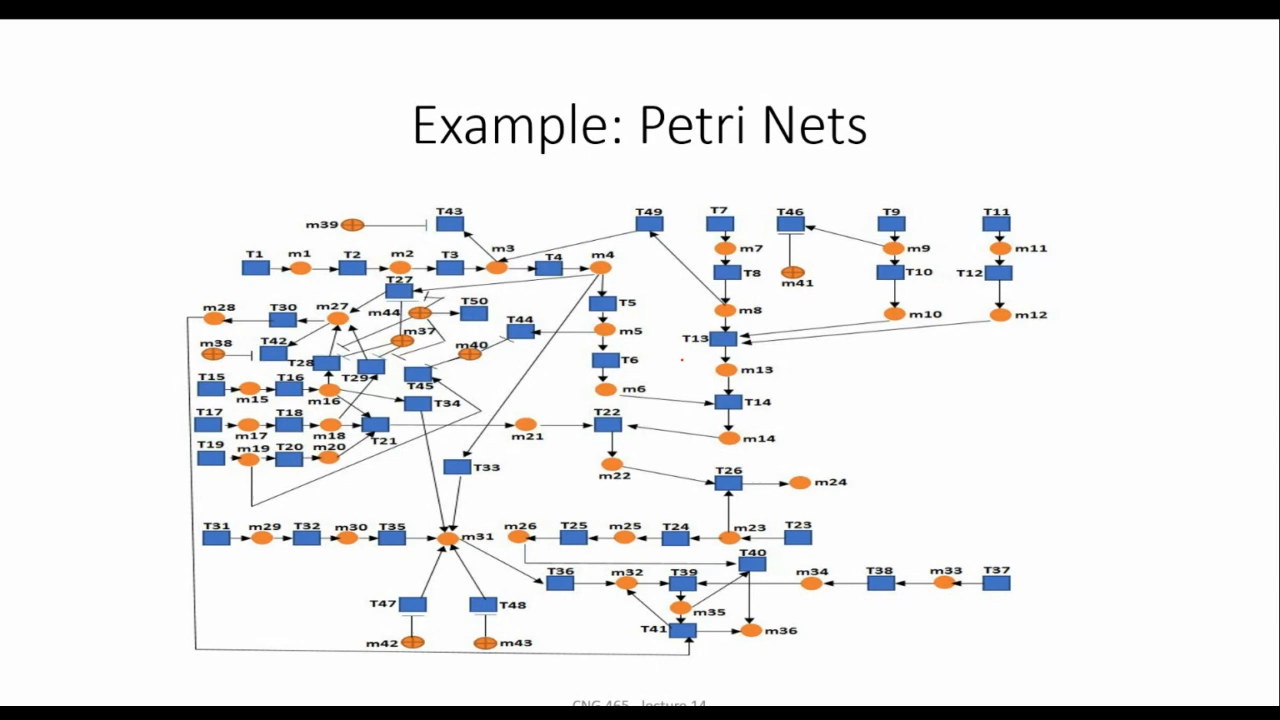 Example: Petri Nets
m39 T43 T49 T7 T46 T9 T11
T1 m1 T2 m2 T3 m3 T4 m4 m7 m9 m11
T27 T8 m41 T10 T12
m28 T30 m27 m44 T50 T5 m8 m10 m12
m37 T44 m5 T13
m38 T42 m40
T28 T29 T45 T6 m13
T15 m15 T16 m16 T34 m6 T14
T17 m17 T18 m18 T21 m21 T22 m14
T19 m19 T20 m20
T33 m22 T26 m24
T31 m29 T32 m30 T35 m31 m26 T25 m25 T24 m23 T23
T40
T36 m32 T39 m34 T38 m33 T37
T47 T48 m35
T41 m36
m42 m43
CNG 465 - lecture 14